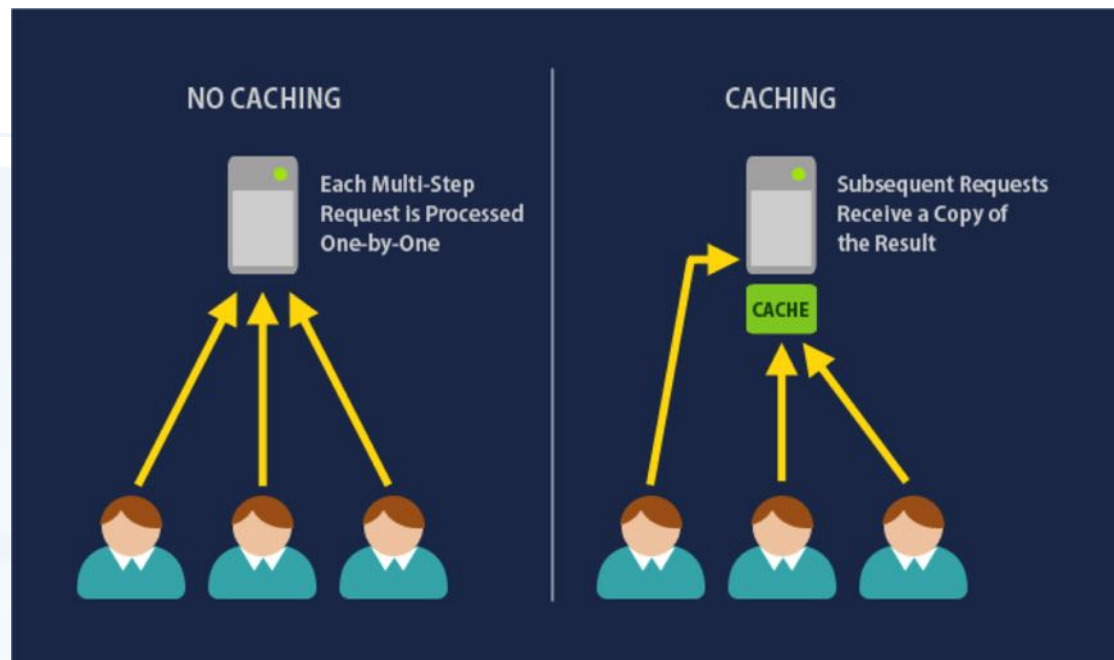 NO CACHING
Each Multi-Step
Request is Processed
One-by-One
CACHING
Subsequent Requests
Receive a Copy of
the Result
CACHE